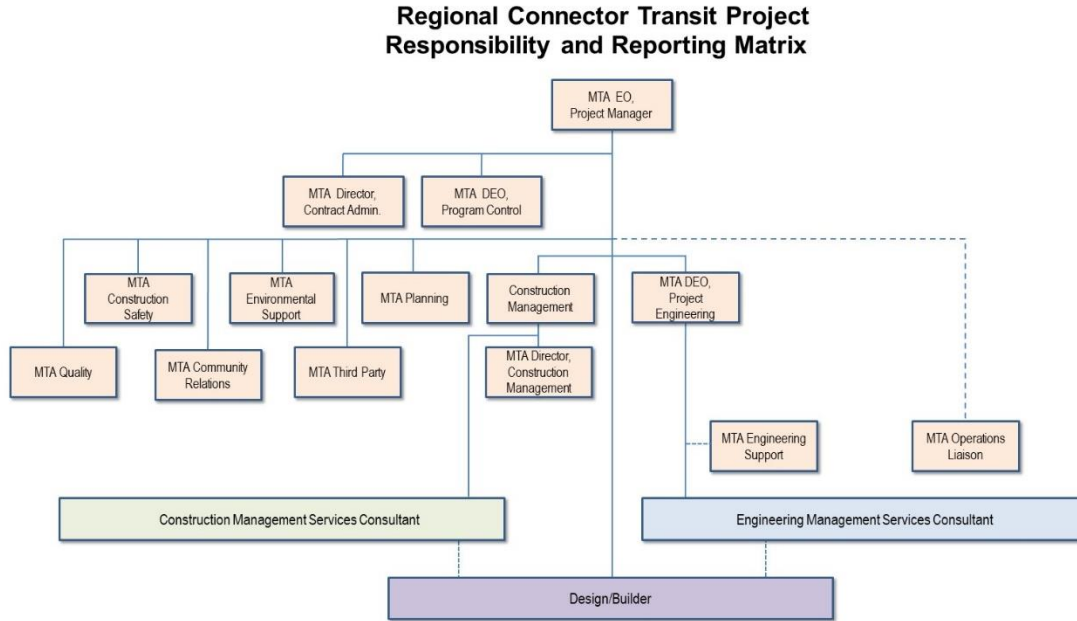 Regional Connector Transit Project
Responsibility and Reporting Matrix
MTA EO,
Project Manager
MTA Director,
Contract Admin.
MTA DEO,
Program Control
MTA
Construction
Safety
MTA
Environmental
Support
MTA Planning
Construction
Management
MTA DEO,
Project
Engineering
MTA Quality
MTA Community
Relations
MTA Third Party
MTA Director,
Construction
Management
MTA Engineering
Support
MTA Operations
Liaison
Construction Management Services Consultant
Engineering Management Services Consultant
Design/Builder